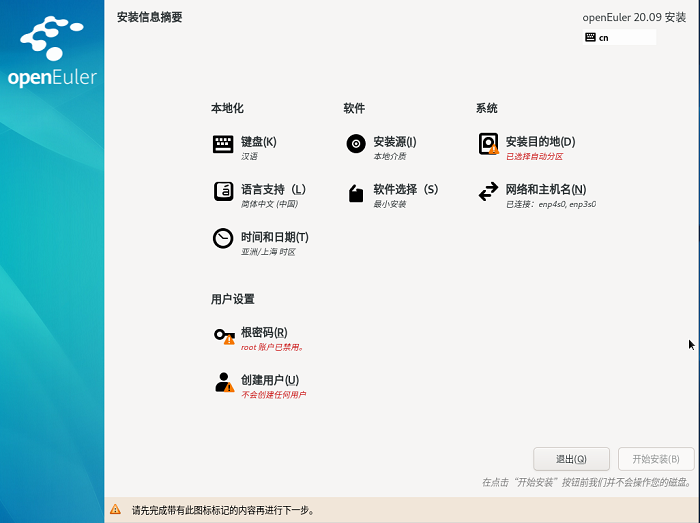 安装信息摘要
openEuler 20.09 安装
cn
openEuler
本地化
键盘(K)
汉语
语言支持（L）
简体中文 (中国)
时间和日期(T)
亚洲/上海 时区
软件
安装源(I)
本地介质
软件选择（S）
最小安装
系统
安装目的地(D)
已选择自动分区
网络和主机名(N)
已连接：enp4s0, enp3s0
用户设置
根密码(R)
root 账户已禁用。
创建用户(U)
不会创建任何用户
退出(Q)
开始安装(B)
在点击“开始安装”按钮前我们并不会操作您的磁盘。
请先完成带有此图标标记的内容再进行下一步。